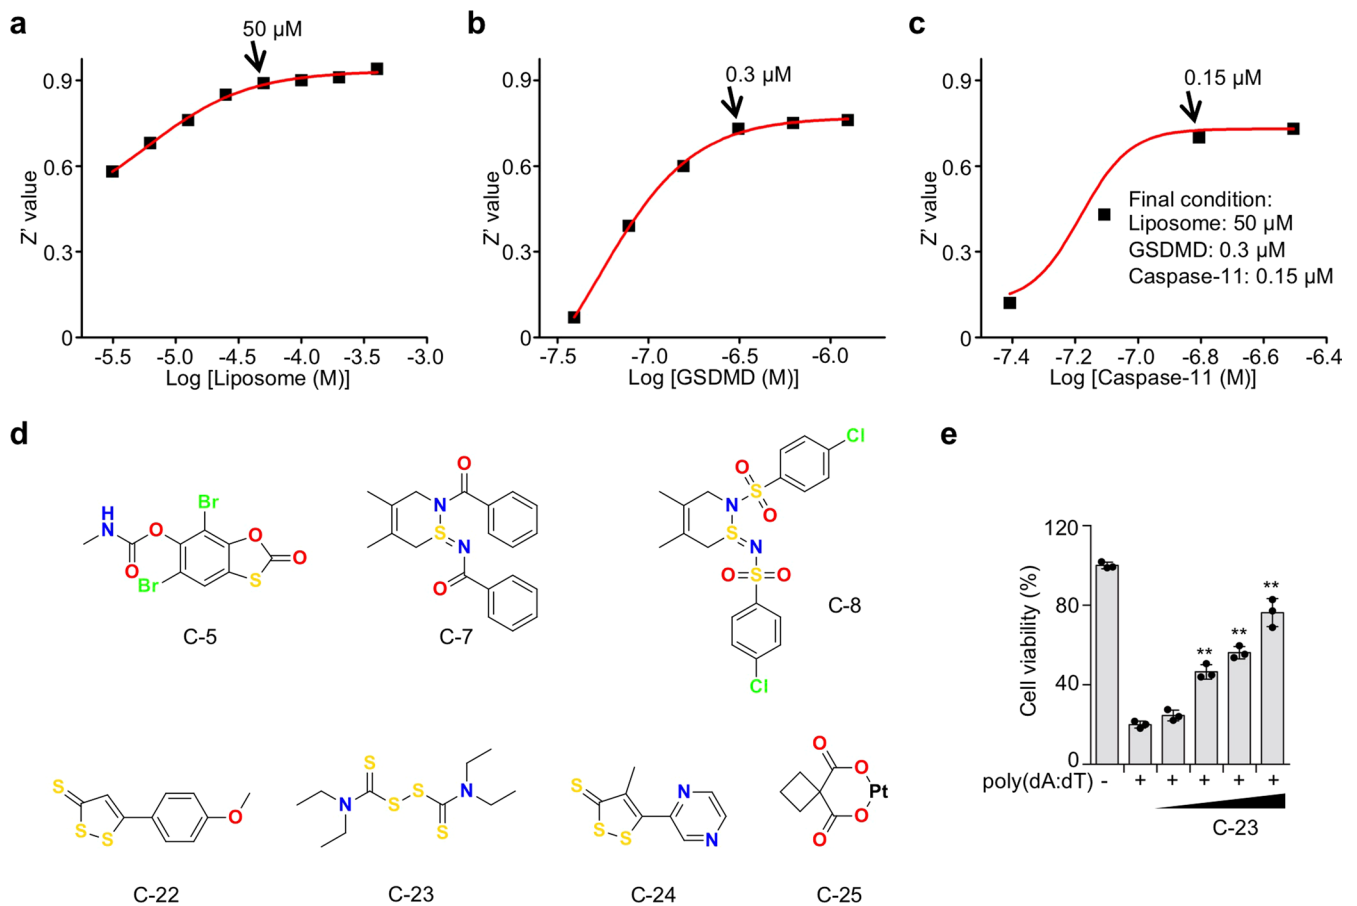 a
50 µM
0.9
0.6
0.3
0
Z' value
-5.5 -5.0 -4.5 -4.0 -3.5 -3.0
Log [Liposome (M)]
b
0.3 µM
0.9
0.6
0.3
0
Z' value
-7.5 -7.0 -6.5 -6.0
Log [GSDMD (M)]
c
0.15 µM
0.9
0.6
0.3
0
Z' value
Final condition:
Liposome: 50 µM
GSDMD: 0.3 µM
Caspase-11: 0.15 µM
-7.4 -7.2 -7.0 -6.8 -6.6 -6.4
Log [Caspase-11 (M)]
d
H
N
O
O
Br
Br
O
O
S
C-5
O
N
S
N
O
C-7
Cl
O
S
O
N
S
N
O S O
Cl
C-8
S
S
S
O
C-22
S
N
S
S
S
N
C-23
S
S
S
N
N
C-24
O
O
Pt
O
O
C-25
e
120
80
40
0
Cell viability (%)
** ** **
poly(dA:dT) - + + + + +
C-23